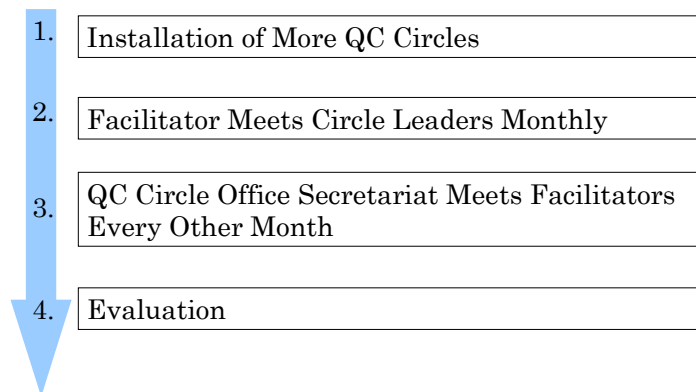 1. Installation of More QC Circles
2. Facilitator Meets Circle Leaders Monthly
3. QC Circle Office Secretariat Meets Facilitators
Every Other Month
4. Evaluation